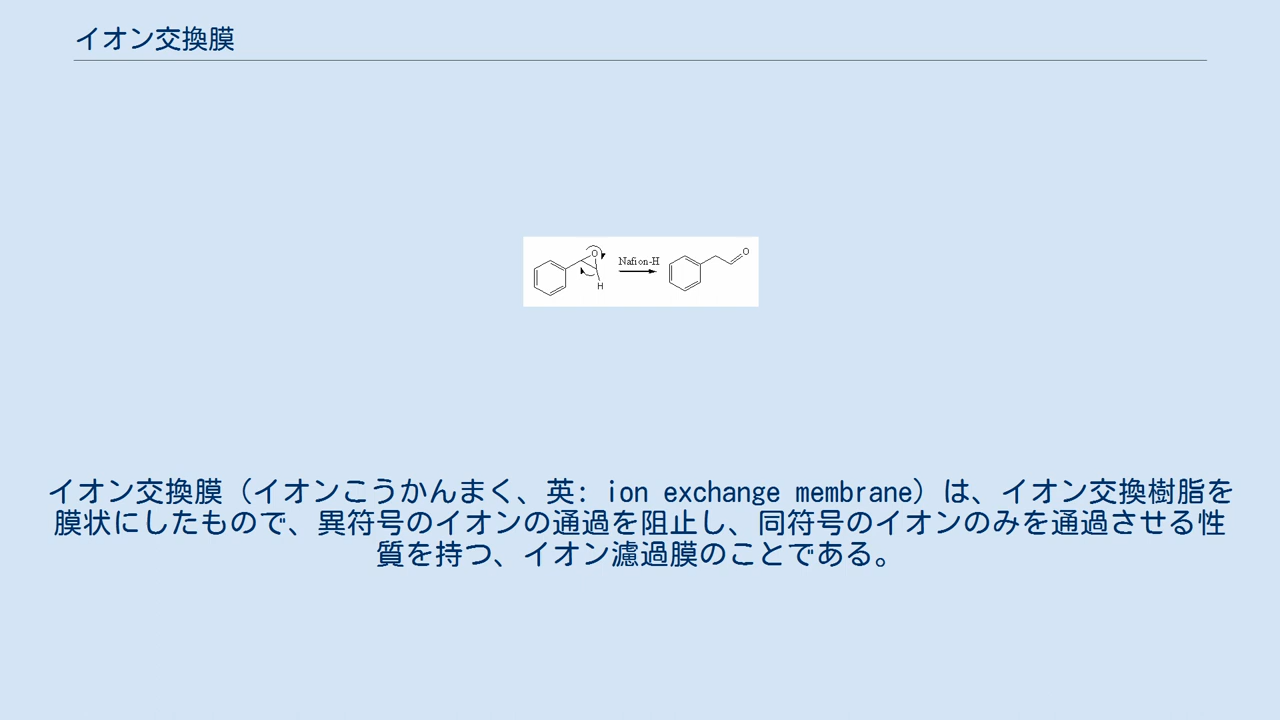 イオン交換膜
O
Nafion-H
O
H
イオン交換膜（イオンこうかんまく、英: ion exchange membrane）は、イオン交換樹脂を
膜状にしたもので、異符号のイオンの通過を阻止し、同符号のイオンのみを通過させる性
質を持つ、イオン濾過膜のことである。